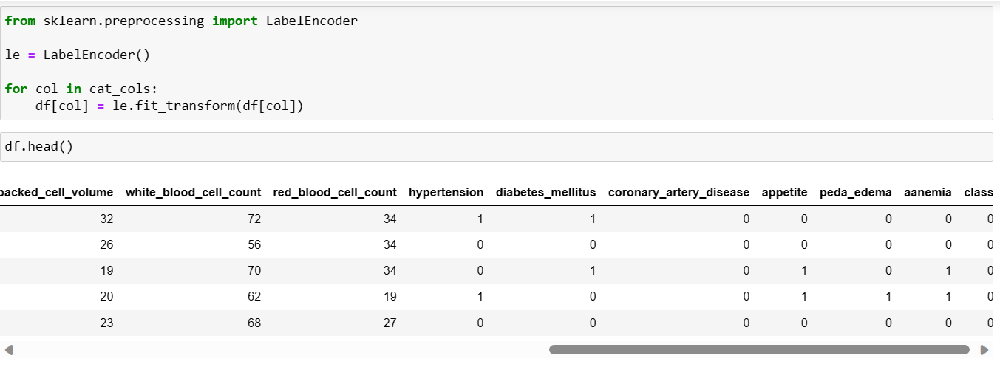 from sklearn.preprocessing import LabelEncoder
le = LabelEncoder()
for col in cat_cols:
    df[col] = le.fit_transform(df[col])
df.head()
packed_cell_volume white_blood_cell_count red_blood_cell_count hypertension diabetes_mellitus coronary_artery_disease appetite peda_edema aanemia class
32 72 34 1 1 0 0 0 0 0
26 56 34 0 0 0 0 0 0 0
19 70 34 0 1 0 1 0 1 0
20 62 19 1 0 0 1 1 1 0
23 68 27 0 0 0 0 0 0 0